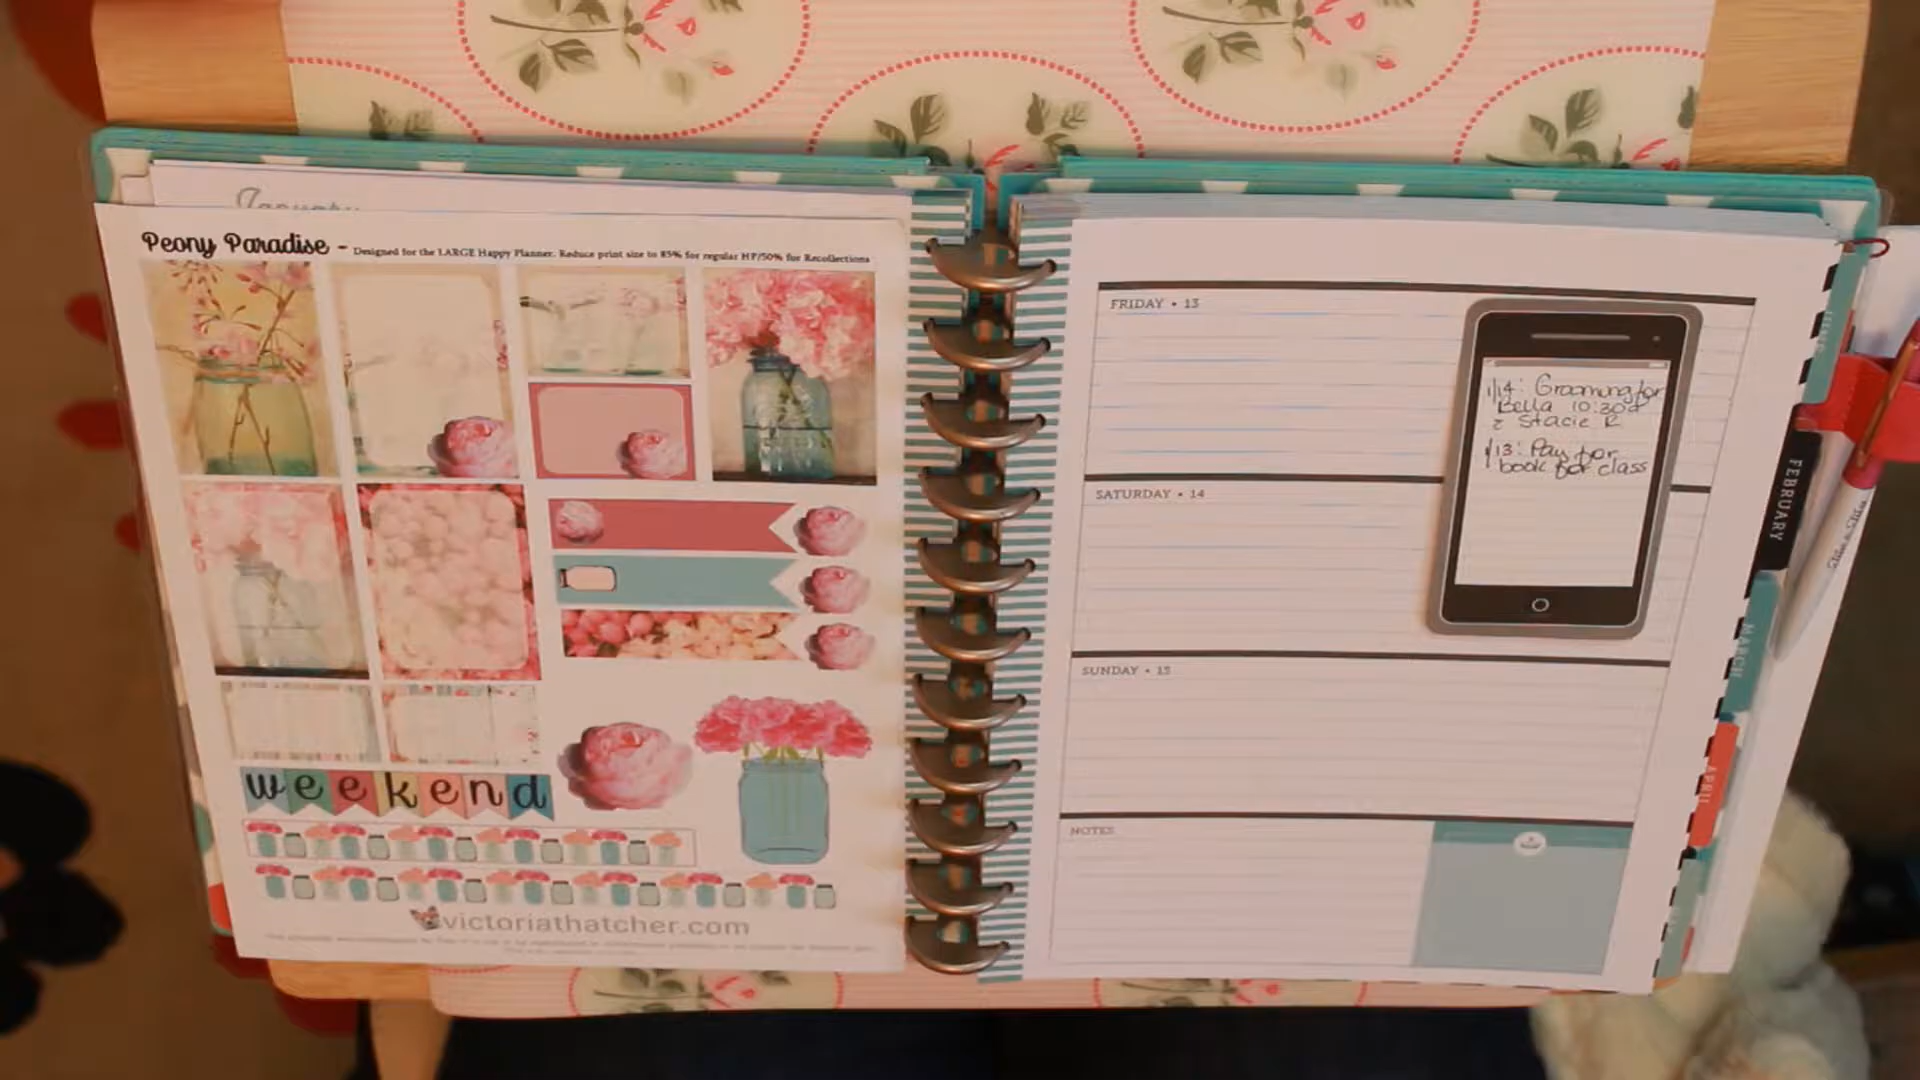 January
Peony Paradise - Designed for the LARGE Happy Planner. Reduce print size to 85% for regular HP/50% for Recollections
weekend
victoriathatcher.com
FRIDAY • 13
1/14: Grooming for
Bella 10:30a
c Stacie R
1/13: Pay for
book for class
SATURDAY • 14
SUNDAY • 15
NOTES
FEBRUARY
MARCH
APRIL